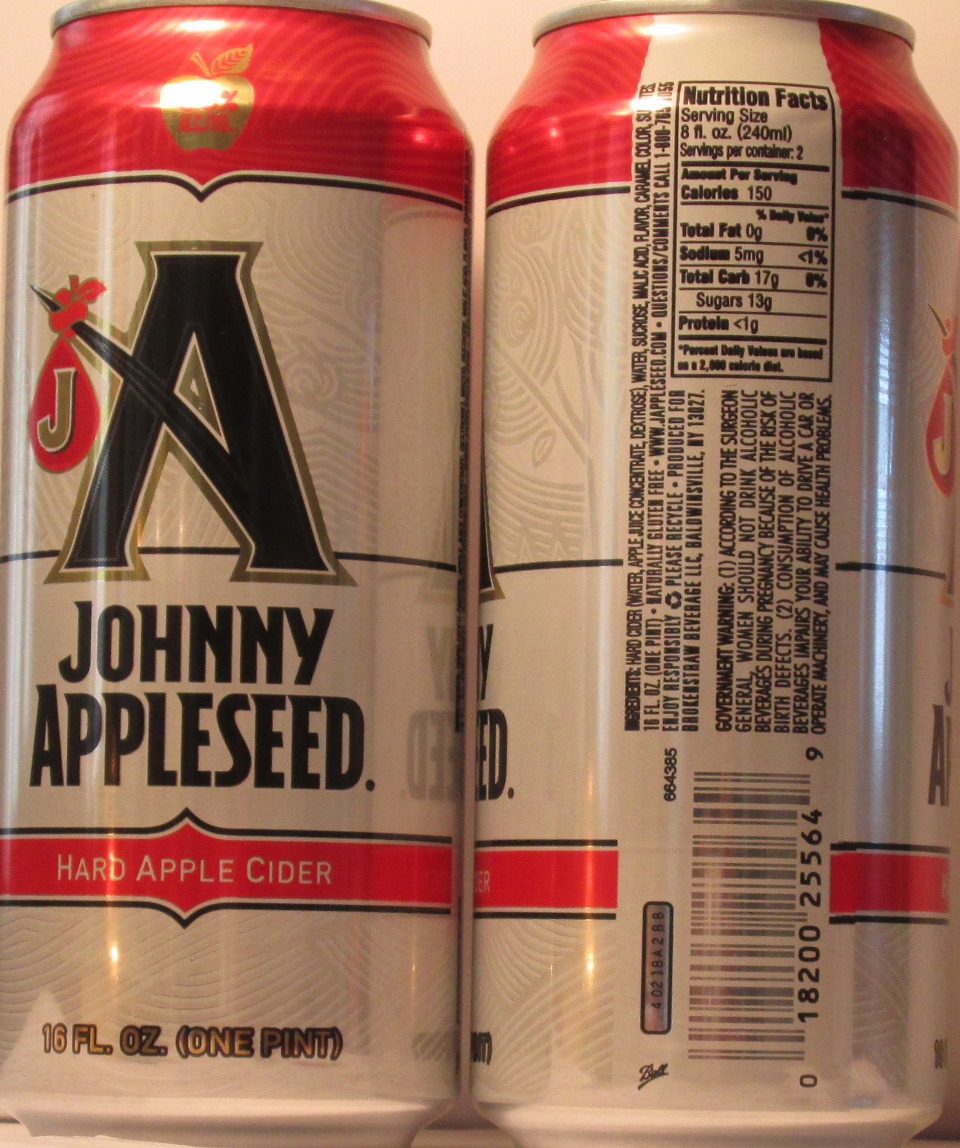 J
A
JOHNNY
APPLESEED.
HARD APPLE CIDER
16 FL. OZ. (ONE PINT)
Nutrition Facts
Serving Size
8 fl. oz. (240ml)
Servings per container: 2
Amount Per Serving
Calories 150
% Daily Value*
Total Fat 0g 0%
Sodium 5mg <1%
Total Carb 17g 6%
Sugars 13g
Protein <1g
*Percent Daily Values are based
on a 2,000 calorie diet.
INGREDIENTS: HARD CIDER (WATER, APPLE JUICE CONCENTRATE, DEXTROSE), WATER, SUCROSE, MALIC ACID, FLAVOR, CARAMEL COLOR,
16 FL. OZ. (ONE PINT) • NATURALLY GLUTEN FREE • WWW.JAPPLESEED.COM • QUESTIONS/COMMENTS CALL
ENJOY RESPONSIBLY PLEASE RECYCLE • PRODUCED FOR
BROKENSTRAW BEVERAGE LLC, BALDWINSVILLE, NY 13027.
GOVERNMENT WARNING: (1) ACCORDING TO THE SURGEON
GENERAL, WOMEN SHOULD NOT DRINK ALCOHOLIC
BEVERAGES DURING PREGNANCY BECAUSE OF THE RISK OF
BIRTH DEFECTS. (2) CONSUMPTION OF ALCOHOLIC
BEVERAGES IMPAIRS YOUR ABILITY TO DRIVE A CAR OR
OPERATE MACHINERY, AND MAY CAUSE HEALTH PROBLEMS.
664385
0 18200 25564 9
4 02 18A 2 8 8
Ball